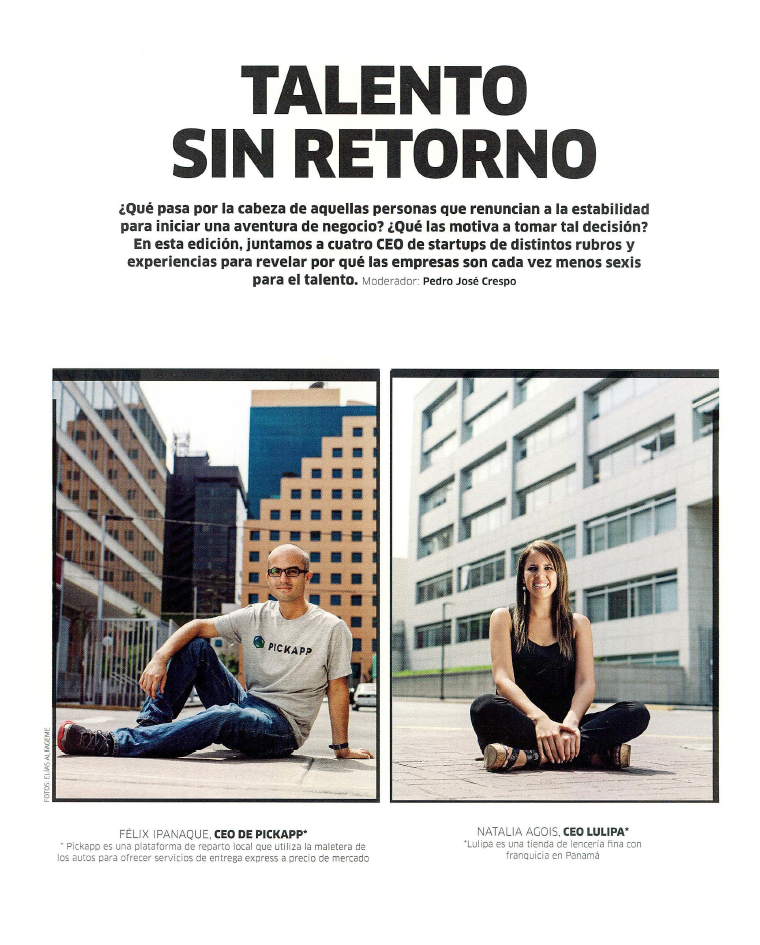 TALENTO
SIN RETORNO
¿Qué pasa por la cabeza de aquellas personas que renuncian a la estabilidad
para iniciar una aventura de negocio? ¿Qué las motiva a tomar tal decisión?
En esta edición, juntamos a cuatro CEO de startups de distintos rubros y
experiencias para revelar por qué las empresas son cada vez menos sexis
para el talento. Moderador: Pedro José Crespo
PICKAPP
FOTOS: ELÍAS ALFAGEME
FÉLIX IPANAQUE, CEO DE PICKAPP*
* Pickapp es una plataforma de reparto local que utiliza la maletera de
los autos para ofrecer servicios de entrega express a precio de mercado
NATALIA AGOIS, CEO LULIPA*
*Lulipa es una tienda de lencería fina con
franquicia en Panamá